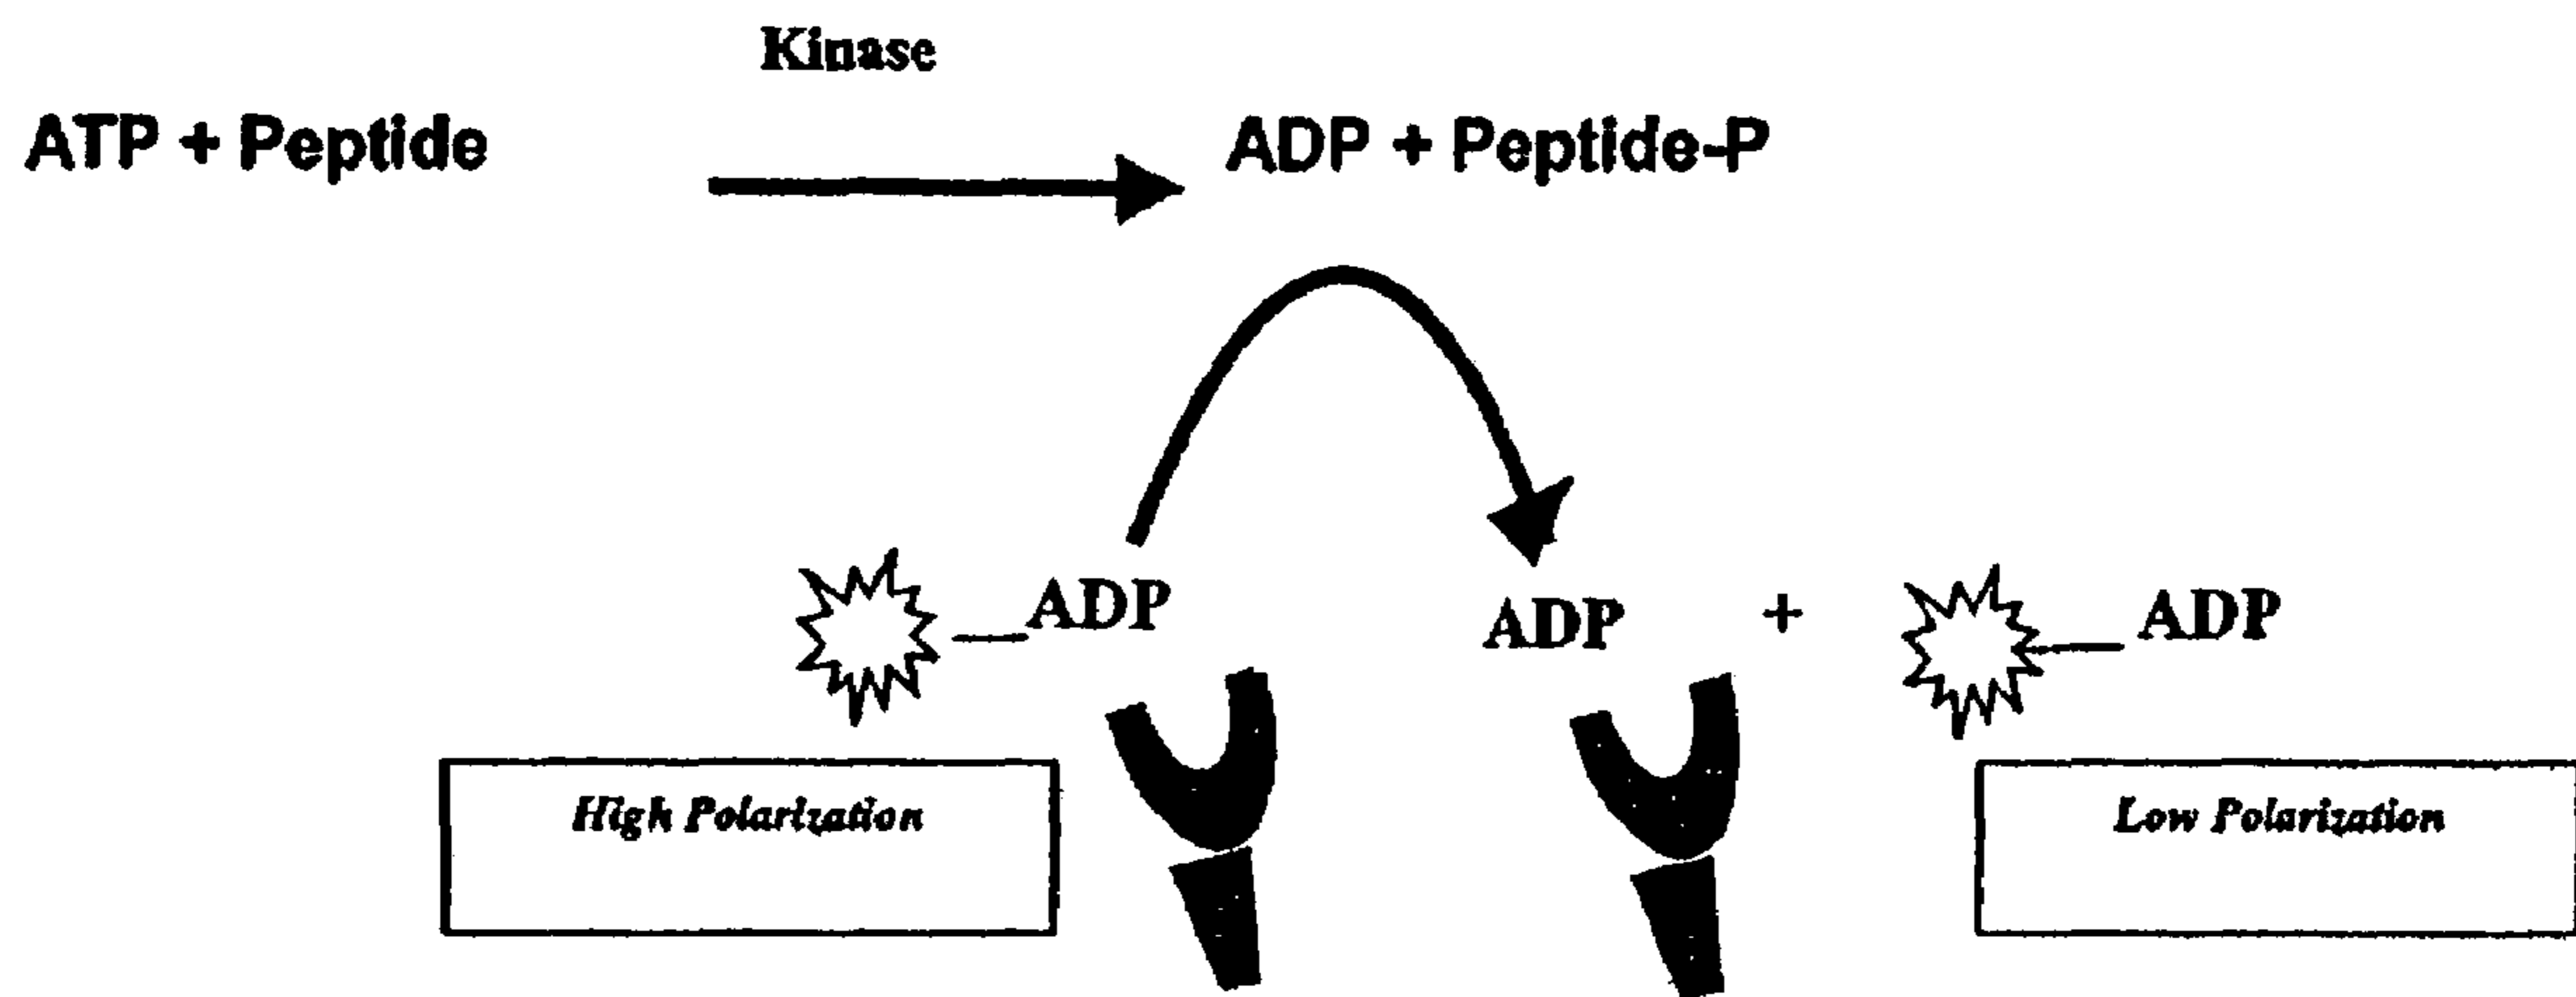 Kinase
ATP + Peptide
ADP + Peptide-P
ADP
ADP + ADP
High Polarization
Low Polarization